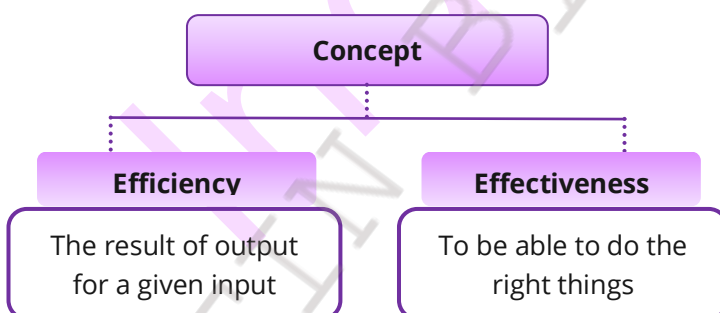 Concept
Efficiency
Effectiveness
The result of output
for a given input
To be able to do the
right things